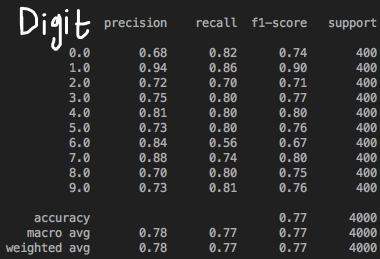 Digit precision recall f1-score support
0.0 0.68 0.82 0.74 400
1.0 0.94 0.86 0.90 400
2.0 0.72 0.70 0.71 400
3.0 0.75 0.80 0.77 400
4.0 0.81 0.80 0.80 400
5.0 0.73 0.80 0.76 400
6.0 0.84 0.56 0.67 400
7.0 0.88 0.74 0.80 400
8.0 0.70 0.80 0.75 400
9.0 0.73 0.81 0.76 400
accuracy 0.77 4000
macro avg 0.78 0.77 0.77 4000
weighted avg 0.78 0.77 0.77 4000